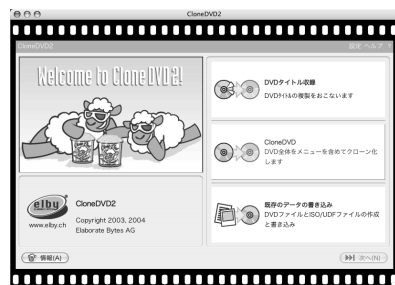 CloneDVD2
CloneDVD2
設定 ヘルプ ?
Welcome to CloneDVD2!
DVDタイトル収録
DVDタイトルの複製をおこないます
CloneDVD
DVD全体をメニューを含めてクローン化
します
elby
www.elby.ch
CloneDVD2
Copyright 2003, 2004
Elaborate Bytes AG
既存のデータの書き込み
DVDファイルとISO/UDFファイルの作成
と書き込み
情報(A)
次へ(N)